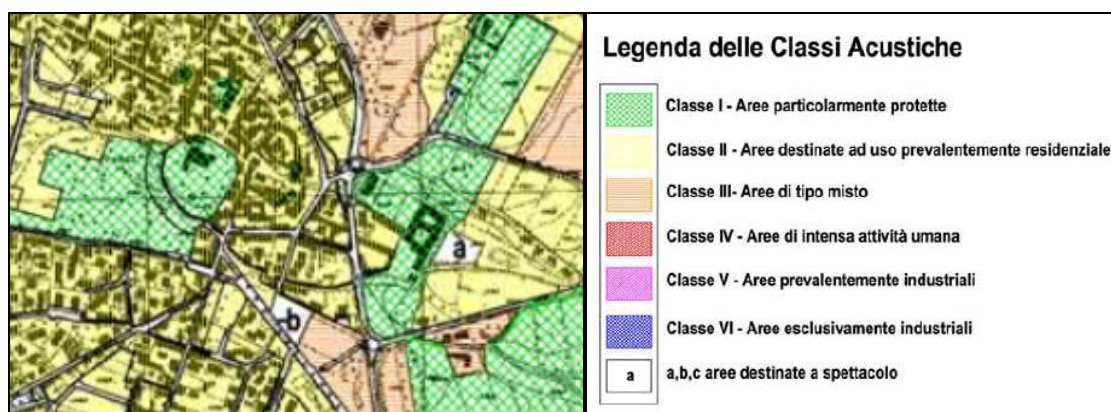 Legenda delle Classi Acustiche
Classe I - Aree particolarmente protette
Classe II - Aree destinate ad uso prevalentemente residenziale
Classe III- Aree di tipo misto
Classe IV - Aree di intensa attività umana
Classe V - Aree prevalentemente industriali
Classe VI - Aree esclusivamente industriali
a a,b,c aree destinate a spettacolo
a
b